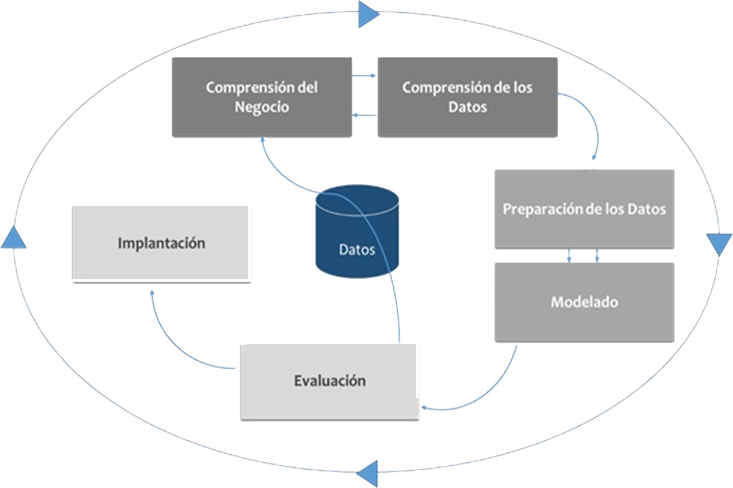 Comprensión del
Negocio
Comprensión de los
Datos
Preparación de los Datos
Implantación
Datos
Modelado
Evaluación